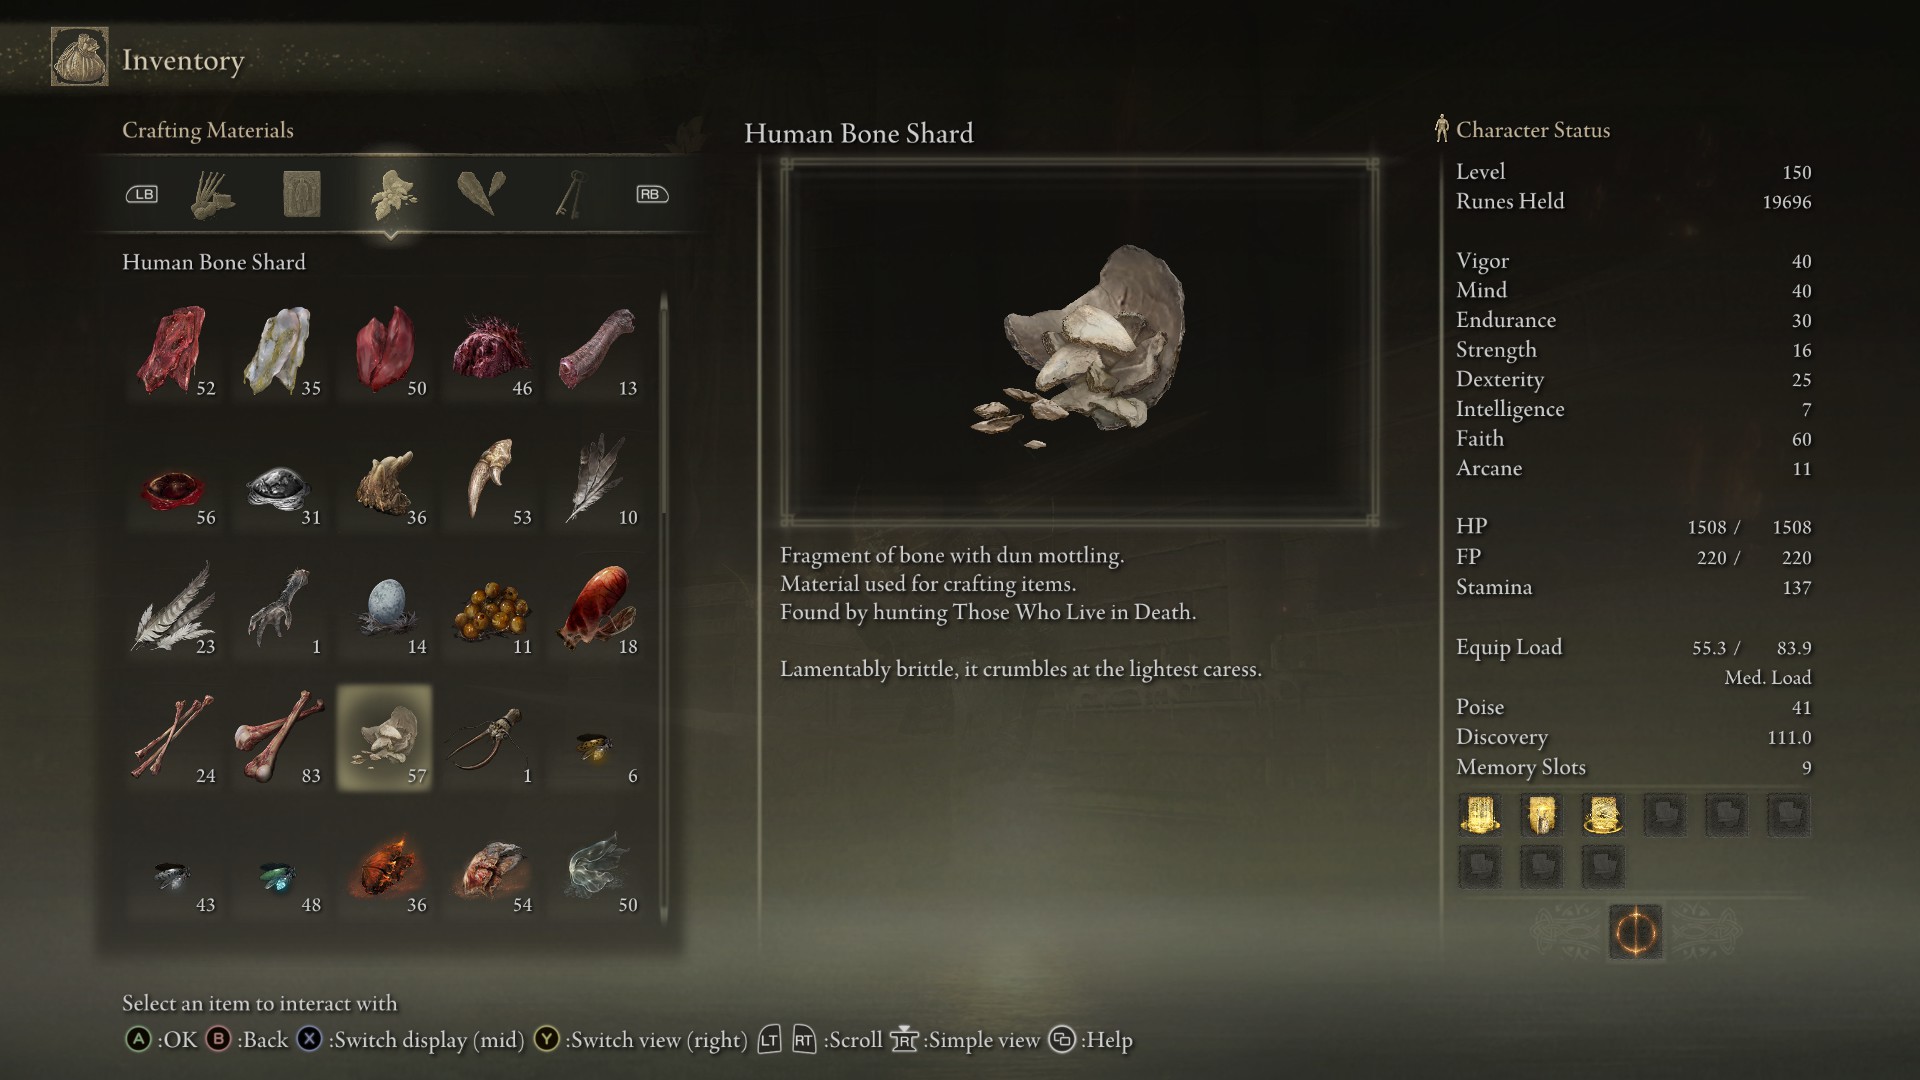 Inventory
Crafting Materials
LB
RB
Human Bone Shard
52 35 50 46 13
56 31 36 53 10
23 1 14 11 18
24 83 57 1 6
43 48 36 54 50
Human Bone Shard
Fragment of bone with dun mottling.
Material used for crafting items.
Found by hunting Those Who Live in Death.
Lamentably brittle, it crumbles at the lightest caress.
Character Status
Level 150
Runes Held 19696
Vigor 40
Mind 40
Endurance 30
Strength 16
Dexterity 25
Intelligence 7
Faith 60
Arcane 11
HP 1508 / 1508
FP 220 / 220
Stamina 137
Equip Load 55.3 / 83.9
Med. Load
Poise 41
Discovery 111.0
Memory Slots 9
Select an item to interact with
A :OK B :Back X :Switch display (mid) Y :Switch view (right) LT RT :Scroll R :Simple view :Help